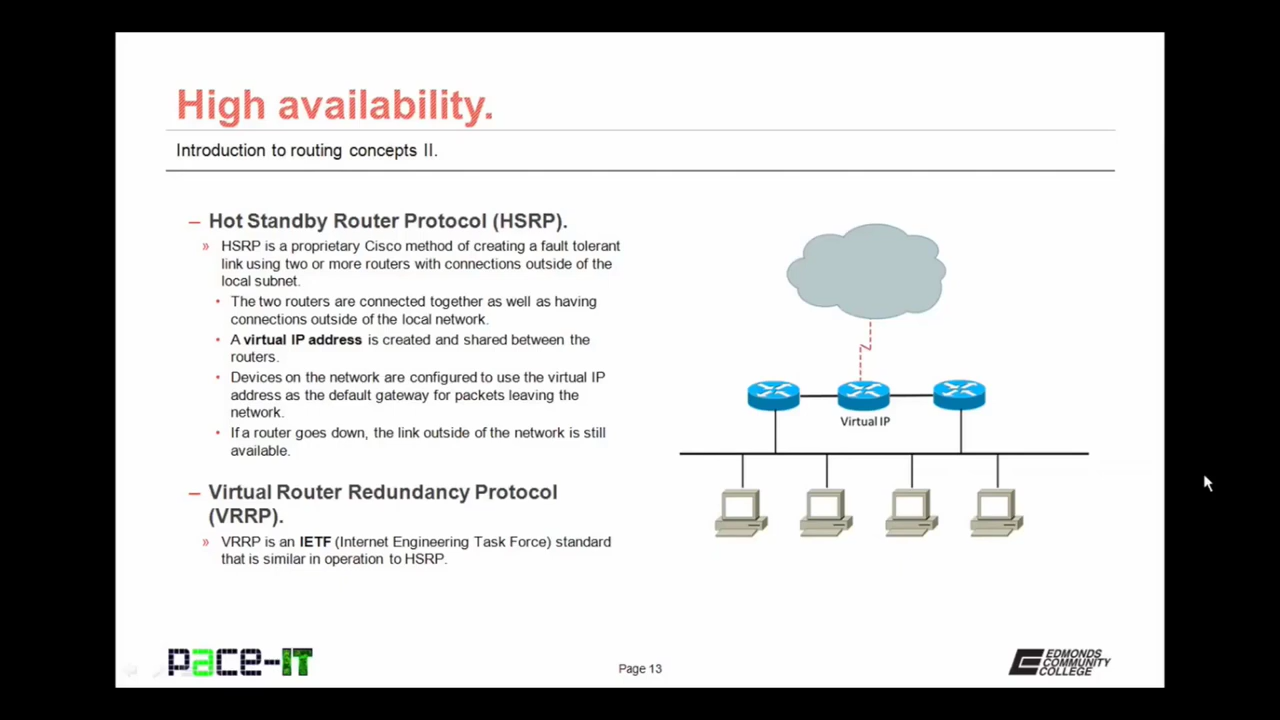 High availability.
Introduction to routing concepts II.
– Hot Standby Router Protocol (HSRP).
» HSRP is a proprietary Cisco method of creating a fault tolerant
link using two or more routers with connections outside of the
local subnet.
• The two routers are connected together as well as having
connections outside of the local network.
• A virtual IP address is created and shared between the
routers.
• Devices on the network are configured to use the virtual IP
address as the default gateway for packets leaving the
network.
• If a router goes down, the link outside of the network is still
available.
– Virtual Router Redundancy Protocol
(VRRP).
» VRRP is an IETF (Internet Engineering Task Force) standard
that is similar in operation to HSRP.
Virtual IP
pace-IT
Page 13
EDMONDS
COMMUNITY
COLLEGE